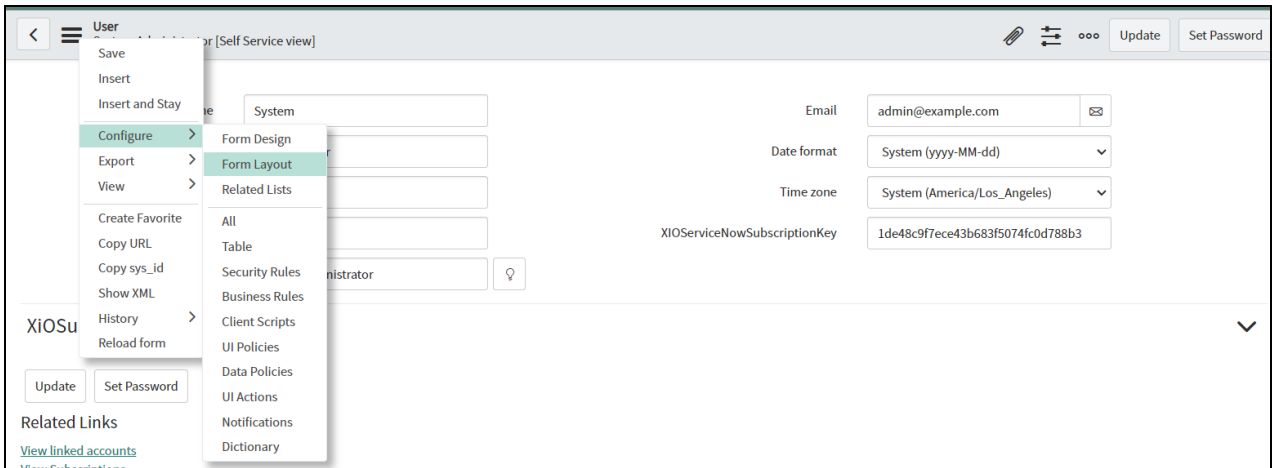 User
[Self Service view]
Update
Set Password
Save
Insert
Insert and Stay
System
Email
admin@example.com
Configure
Form Design
Date format
System (yyyy-MM-dd)
Export
Form Layout
View
Related Lists
Time zone
System (America/Los_Angeles)
Create Favorite
All
XIOServiceNowSubscriptionKey
1de48c9f7ece43b683f5074fc0d788b3
Copy URL
Table
Copy sys_id
Security Rules
Show XML
Business Rules
History
Client Scripts
XiOSu
Reload form
UI Policies
Data Policies
Update
Set Password
UI Actions
Related Links
Notifications
View linked accounts
Dictionary